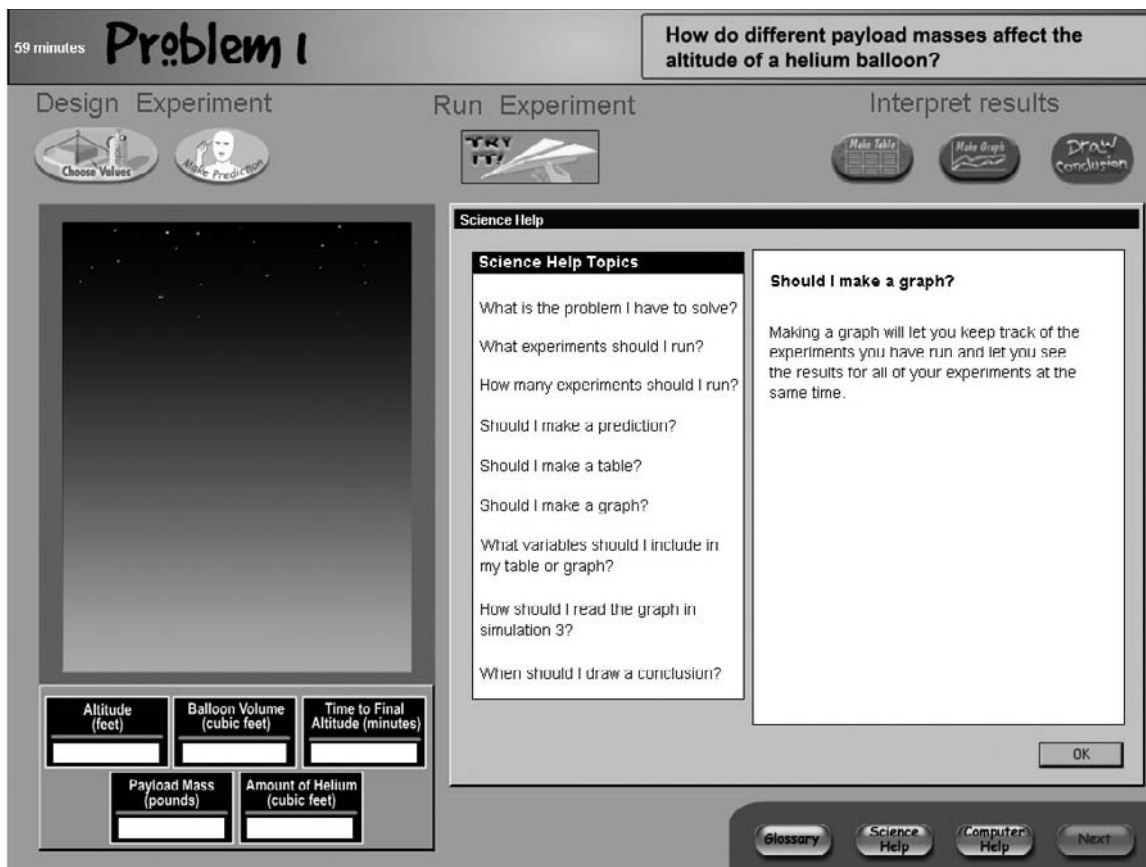 59 minutes
Problem 1
How do different payload masses affect the
altitude of a helium balloon?
Design Experiment
Run Experiment
Interpret results
Choose Values
Make Prediction
TRY
IT!
Make Table
Make Graph
Draw
Conclusion
Science Help
Science Help Topics
What is the problem I have to solve?
What experiments should I run?
How many experiments should I run?
Should I make a prediction?
Should I make a table?
Should I make a graph?
What variables should I include in
my table or graph?
How should I read the graph in
simulation 3?
When should I draw a conclusion?
Should I make a graph?
Making a graph will let you keep track of the
experiments you have run and let you see
the results for all of your experiments at the
same time.
OK
Altitude
(feet)
Balloon Volume
(cubic feet)
Time to Final
Altitude (minutes)
Payload Mass
(pounds)
Amount of Helium
(cubic feet)
Glossary
Science
Help
Computer
Help
Next